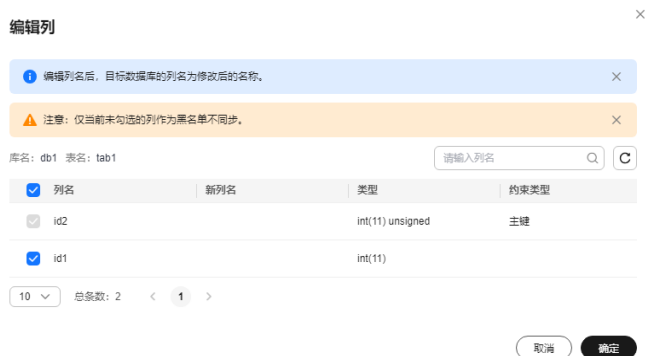 编辑列
编辑列名后，目标数据库的列名为修改后的名称。
注意：仅当前未勾选的列作为黑名单不同步。
库名：db1 表名：tab1 请输入列名
列名 新列名 类型 约束类型
id2 int(11) unsigned 主键
id1 int(11)
10 总条数：2 < 1 >
取消 确定